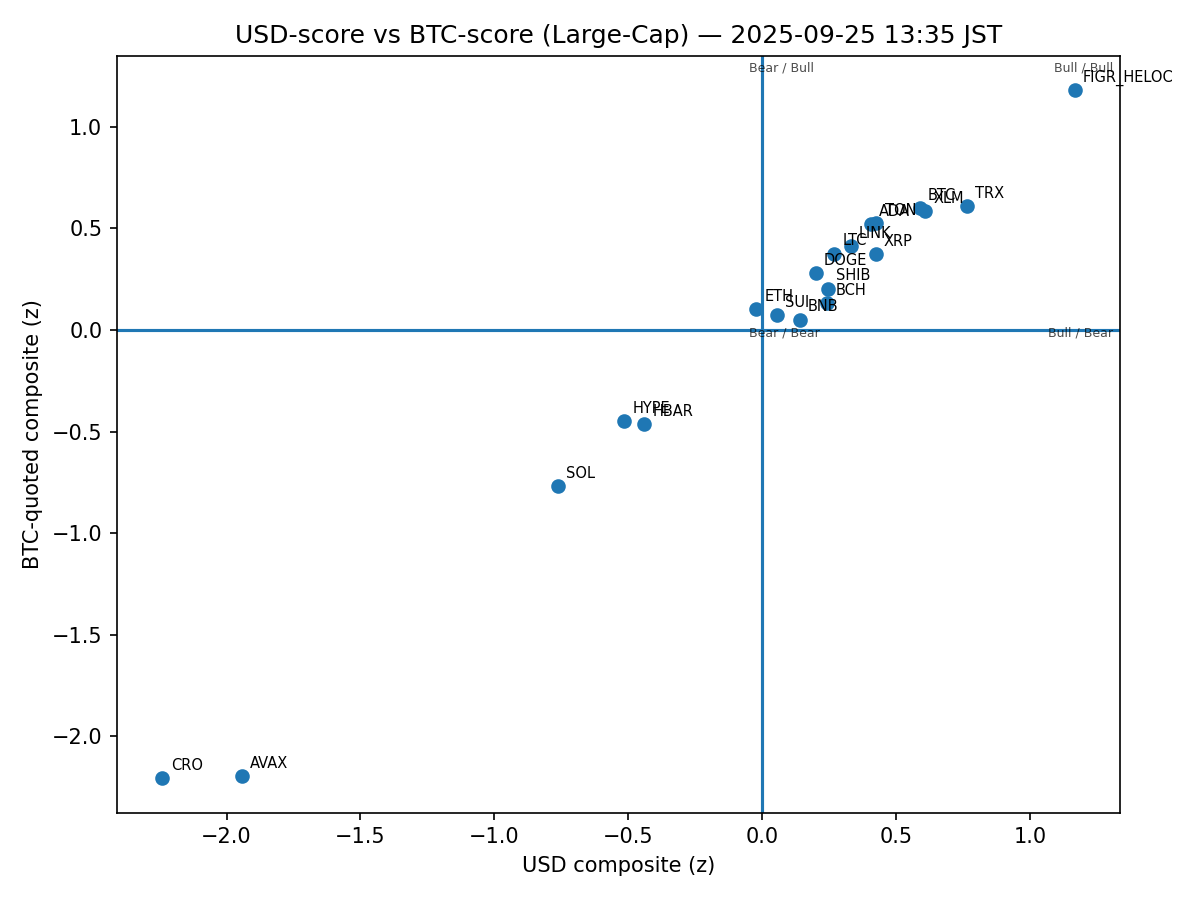 USD-score vs BTC-score (Large-Cap) — 2025-09-25 13:35 JST
Bear / Bull
Bull / Bull
FIGR_HELOC
BTC
XLM
TRX
ADA
TON
LINK
LTC
XRP
DOGE
SHIB
BCH
ETH
SUI
BNB
Bear / Bear
Bull / Bear
HYPE
HBAR
SOL
CRO
AVAX
1.0
0.5
0.0
−0.5
−1.0
−1.5
−2.0
BTC-quoted composite (z)
−2.0
−1.5
−1.0
−0.5
0.0
0.5
1.0
USD composite (z)